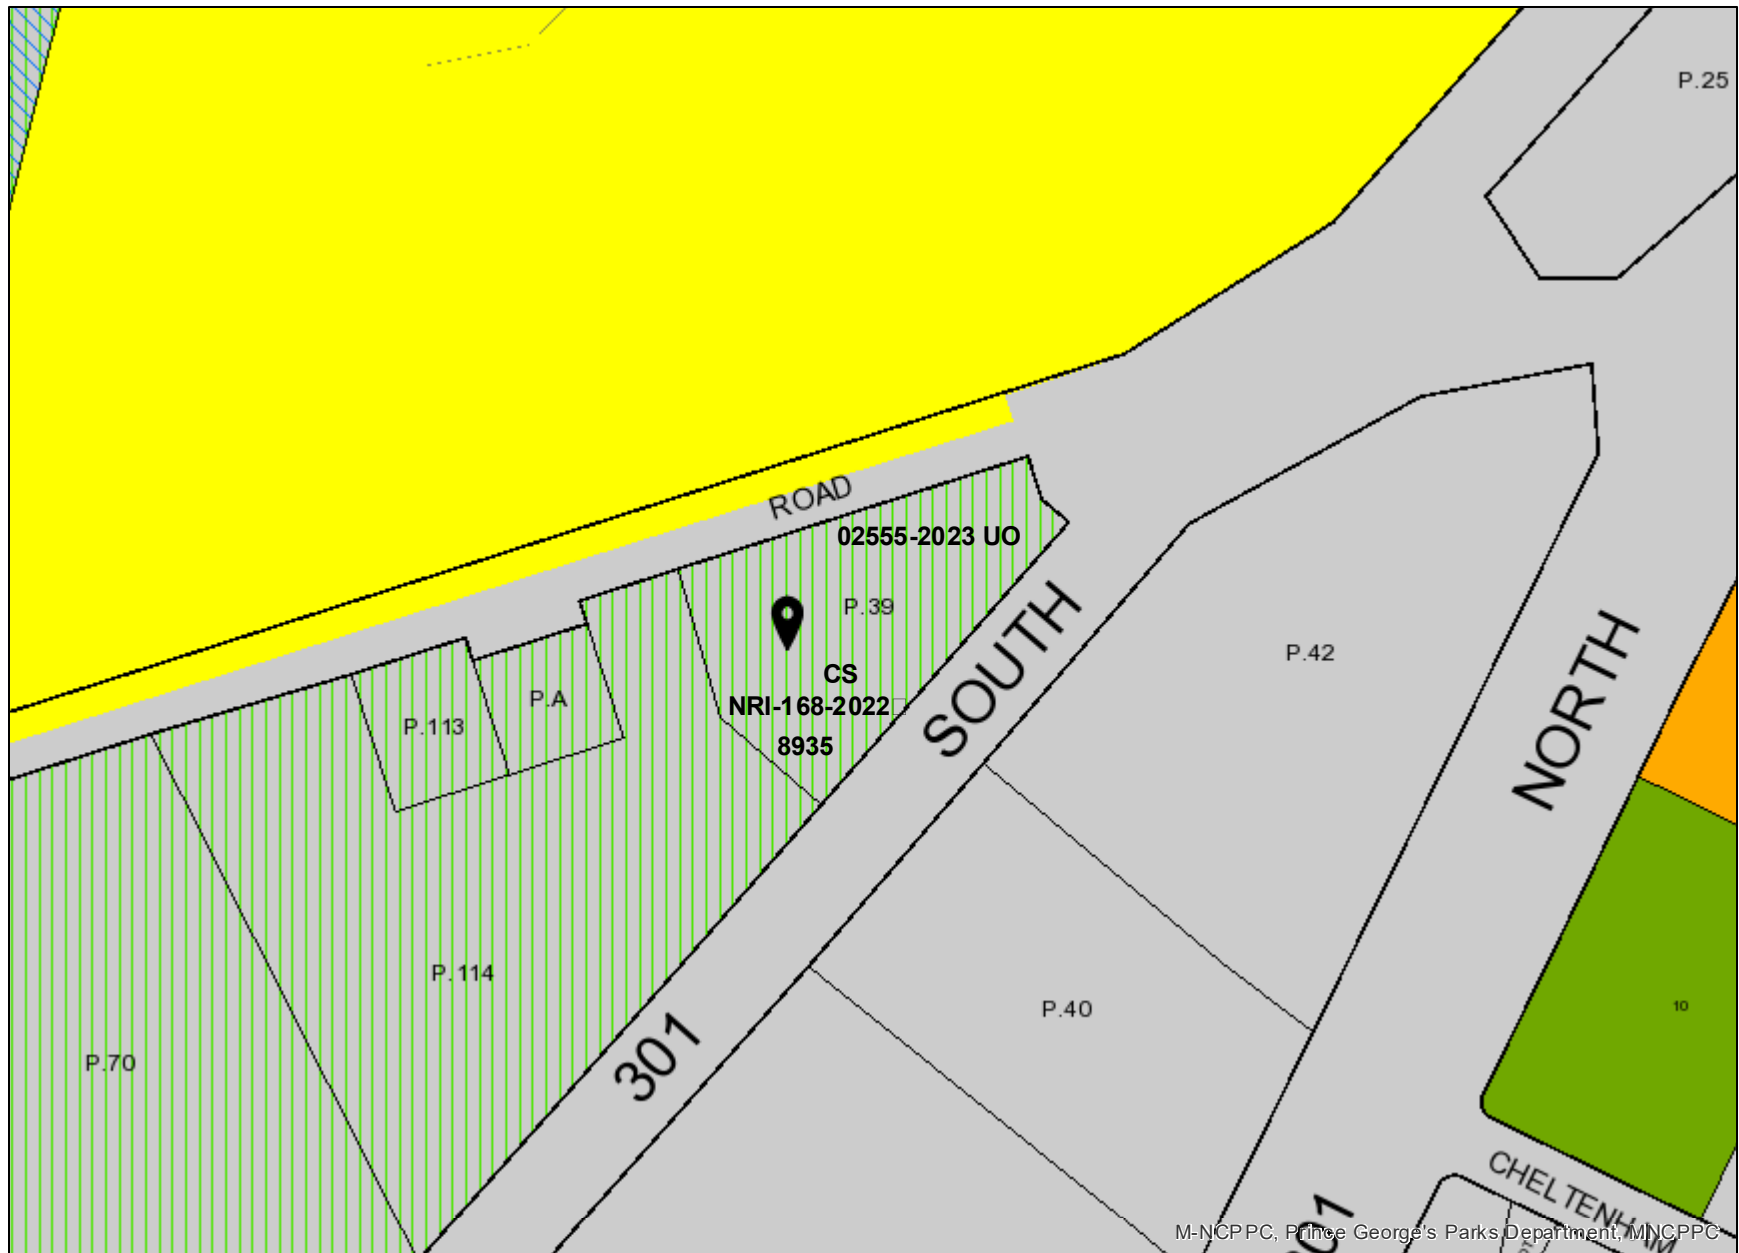 P.25
ROAD
02555-2023 UO
P.39
SOUTH
P.42
NORTH
CS
NRI-168-2022
8935
P.A
P.113
P.114
P.40
10
301
P.70
CHELTENHAM
301
M-NCPPC, Prince George's Parks Department, MNCPPC